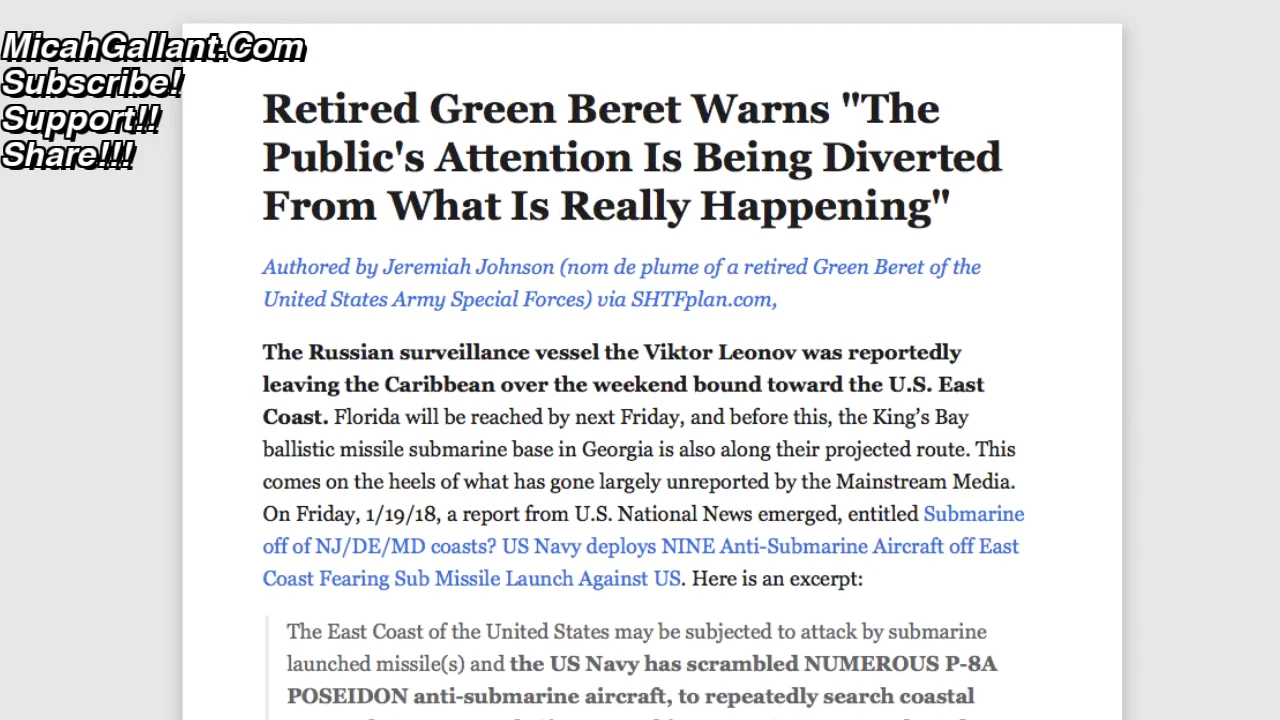 MicahGallant.Com
Subscribe!
Support!!
Share!!!
Retired Green Beret Warns "The
Public's Attention Is Being Diverted
From What Is Really Happening"
Authored by Jeremiah Johnson (nom de plume of a retired Green Beret of the
United States Army Special Forces) via SHTFplan.com,
The Russian surveillance vessel the Viktor Leonov was reportedly
leaving the Caribbean over the weekend bound toward the U.S. East
Coast. Florida will be reached by next Friday, and before this, the King’s Bay
ballistic missile submarine base in Georgia is also along their projected route. This
comes on the heels of what has gone largely unreported by the Mainstream Media.
On Friday, 1/19/18, a report from U.S. National News emerged, entitled Submarine
off of NJ/DE/MD coasts? US Navy deploys NINE Anti-Submarine Aircraft off East
Coast Fearing Sub Missile Launch Against US. Here is an excerpt:
The East Coast of the United States may be subjected to attack by submarine
launched missile(s) and the US Navy has scrambled NUMEROUS P-8A
POSEIDON anti-submarine aircraft, to repeatedly search coastal